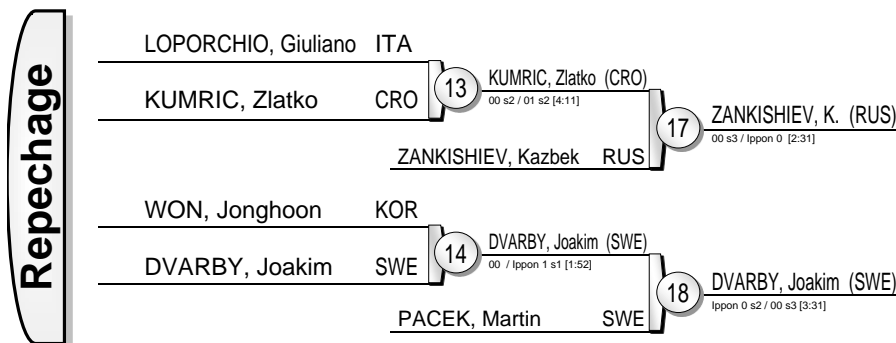 Repechage
LOPORCHIO, Giuliano ITA
KUMRIC, Zlatko CRO
13
KUMRIC, Zlatko (CRO)
00 s2 / 01 s2 [4:11]
ZANKISHIEV, Kazbek RUS
17
ZANKISHIEV, K. (RUS)
00 s3 / Ippon 0 [2:31]
WON, Jonghoon KOR
DVARBY, Joakim SWE
14
DVARBY, Joakim (SWE)
00 / Ippon 1 s1 [1:52]
PACEK, Martin SWE
18
DVARBY, Joakim (SWE)
Ippon 0 s2 / 00 s3 [3:31]